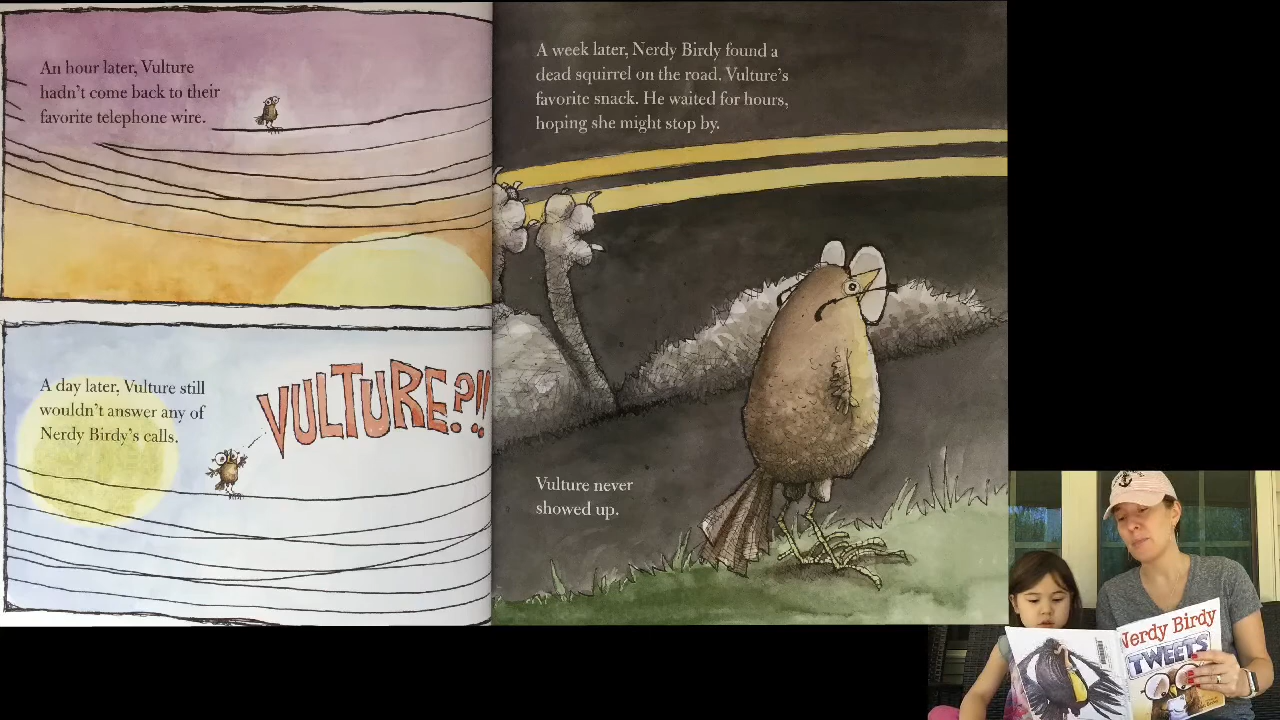 An hour later, Vulture
hadn't come back to their
favorite telephone wire.
A day later, Vulture still
wouldn't answer any of
Nerdy Birdy's calls.
VULTURE?!!
A week later, Nerdy Birdy found a
dead squirrel on the road. Vulture's
favorite snack. He waited for hours,
hoping she might stop by.
Vulture never
showed up.
Nerdy Birdy
TWEETS